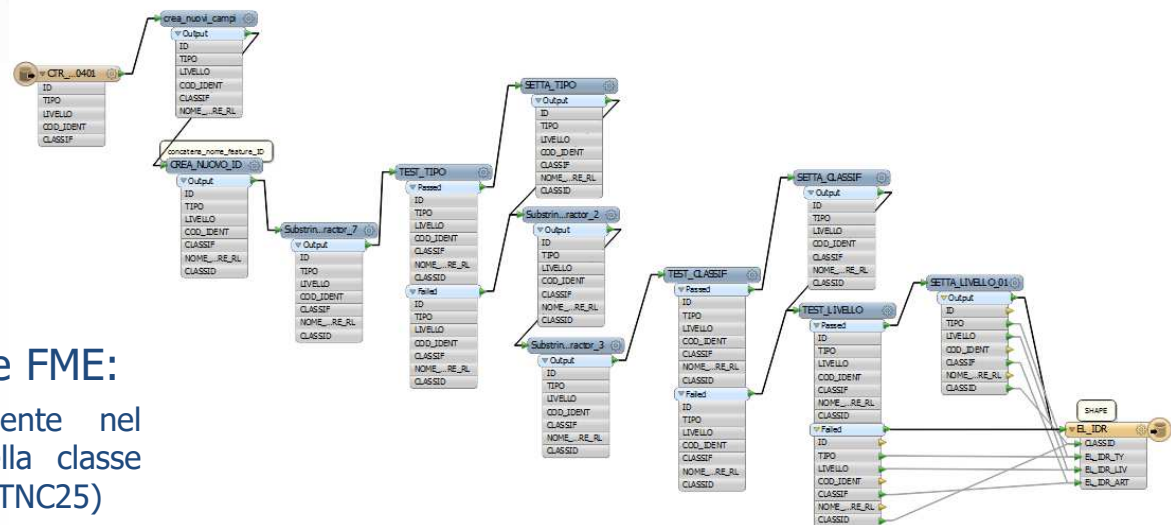 CTR_...0401
ID
TIPO
LIVELLO
COD_IDENT
CLASSIF
crea_nuovi_campi
Output
ID
TIPO
LIVELLO
COD_IDENT
CLASSIF
NOME_...RE_RL
concatena_nome_feature_ID
CREA_NUOVO_ID
Output
ID
TIPO
LIVELLO
COD_IDENT
CLASSIF
NOME_...RE_RL
CLASSID
Substrin...ractor_7
Output
ID
TIPO
LIVELLO
COD_IDENT
CLASSIF
NOME_...RE_RL
CLASSID
TEST_TIPO
Passed
ID
TIPO
LIVELLO
COD_IDENT
CLASSIF
NOME_...RE_RL
CLASSID
Failed
ID
TIPO
LIVELLO
COD_IDENT
CLASSIF
NOME_...RE_RL
CLASSID
SETTA_TIPO
Output
ID
TIPO
LIVELLO
COD_IDENT
CLASSIF
NOME_...RE_RL
CLASSID
Substrin...ractor_2
Output
ID
TIPO
LIVELLO
COD_IDENT
CLASSIF
NOME_...RE_RL
CLASSID
Substrin...ractor_3
Output
ID
TIPO
LIVELLO
COD_IDENT
CLASSIF
NOME_...RE_RL
CLASSID
TEST_CLASSIF
Passed
ID
TIPO
LIVELLO
COD_IDENT
CLASSIF
NOME_...RE_RL
CLASSID
Failed
ID
TIPO
LIVELLO
COD_IDENT
CLASSIF
NOME_...RE_RL
CLASSID
SETTA_CLASSIF
Output
ID
TIPO
LIVELLO
COD_IDENT
CLASSIF
NOME_...RE_RL
CLASSID
TEST_LIVELLO
Passed
ID
TIPO
LIVELLO
COD_IDENT
CLASSIF
NOME_...RE_RL
CLASSID
Failed
ID
TIPO
LIVELLO
COD_IDENT
CLASSIF
NOME_...RE_RL
CLASSID
SETTA_LIVELLO_01
Output
ID
TIPO
LIVELLO
COD_IDENT
CLASSIF
NOME_...RE_RL
CLASSID
SHAPE
EL_IDR
CLASSID
EL_IDR_TY
EL_IDR_LIV
EL_IDR_ART
e FME:
ente nel
ella classe
TNC25)